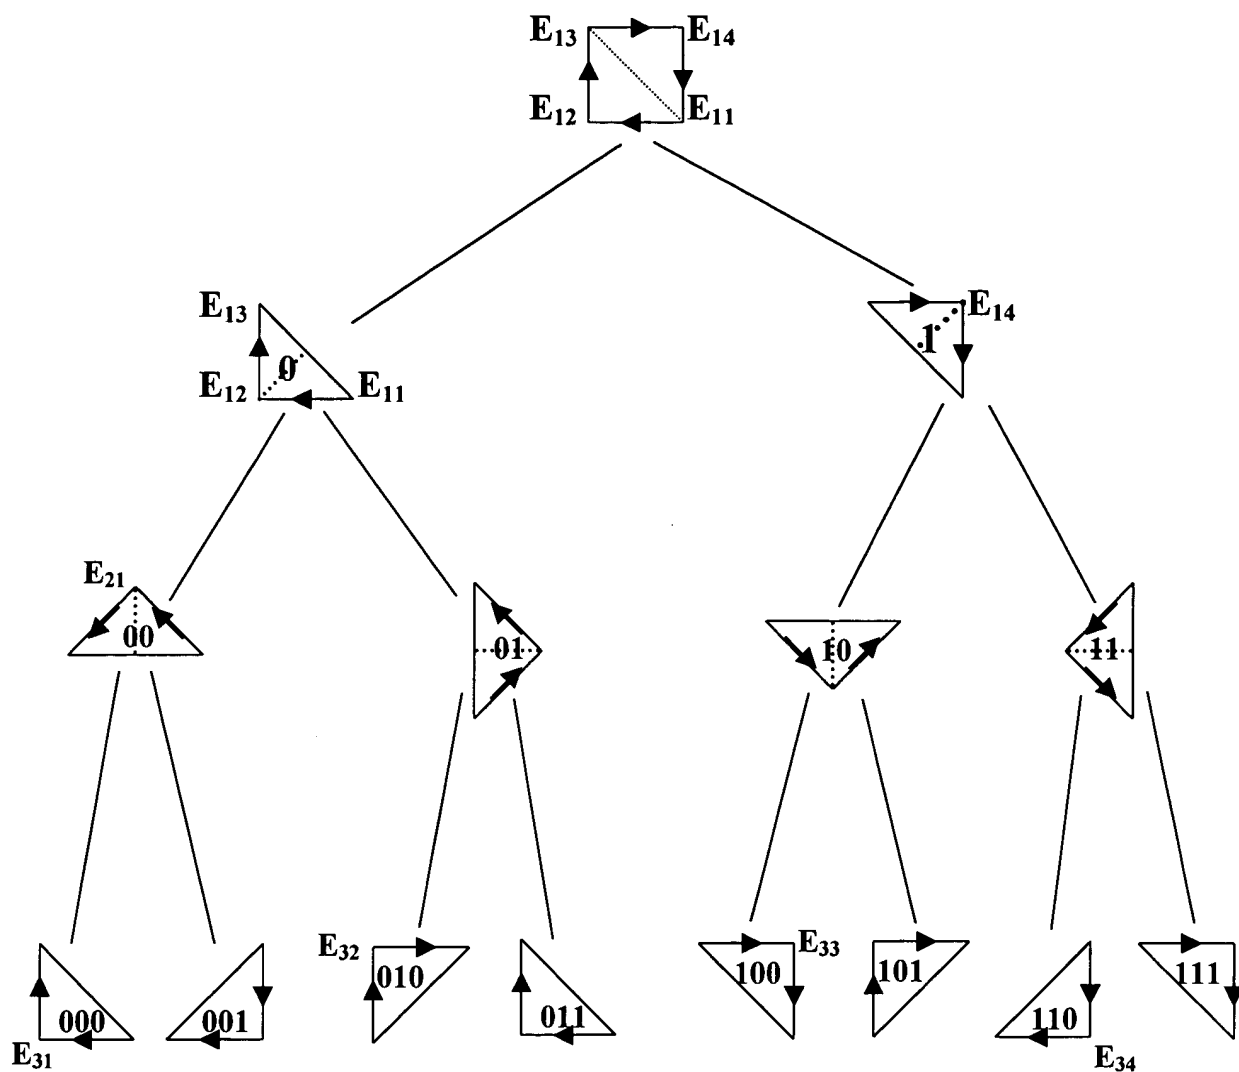 E₁₃ E₁₄
E₁₂ E₁₁
E₁₃ E₁₄
0 1
E₁₂ E₁₁
E₂₁
00 01 10 11
E₃₂ E₃₃
010 100 101 111
000 001 011 110
E₃₁ E₃₄